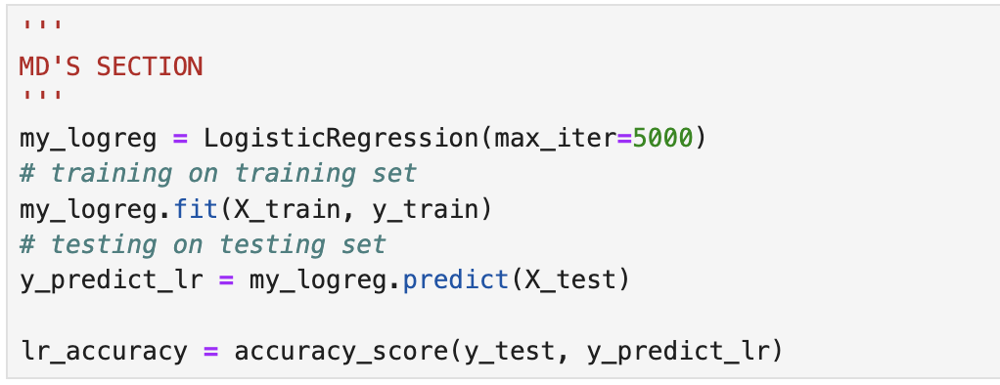 '''
MD'S SECTION
'''
my_logreg = LogisticRegression(max_iter=5000)
# training on training set
my_logreg.fit(X_train, y_train)
# testing on testing set
y_predict_lr = my_logreg.predict(X_test)
lr_accuracy = accuracy_score(y_test, y_predict_lr)